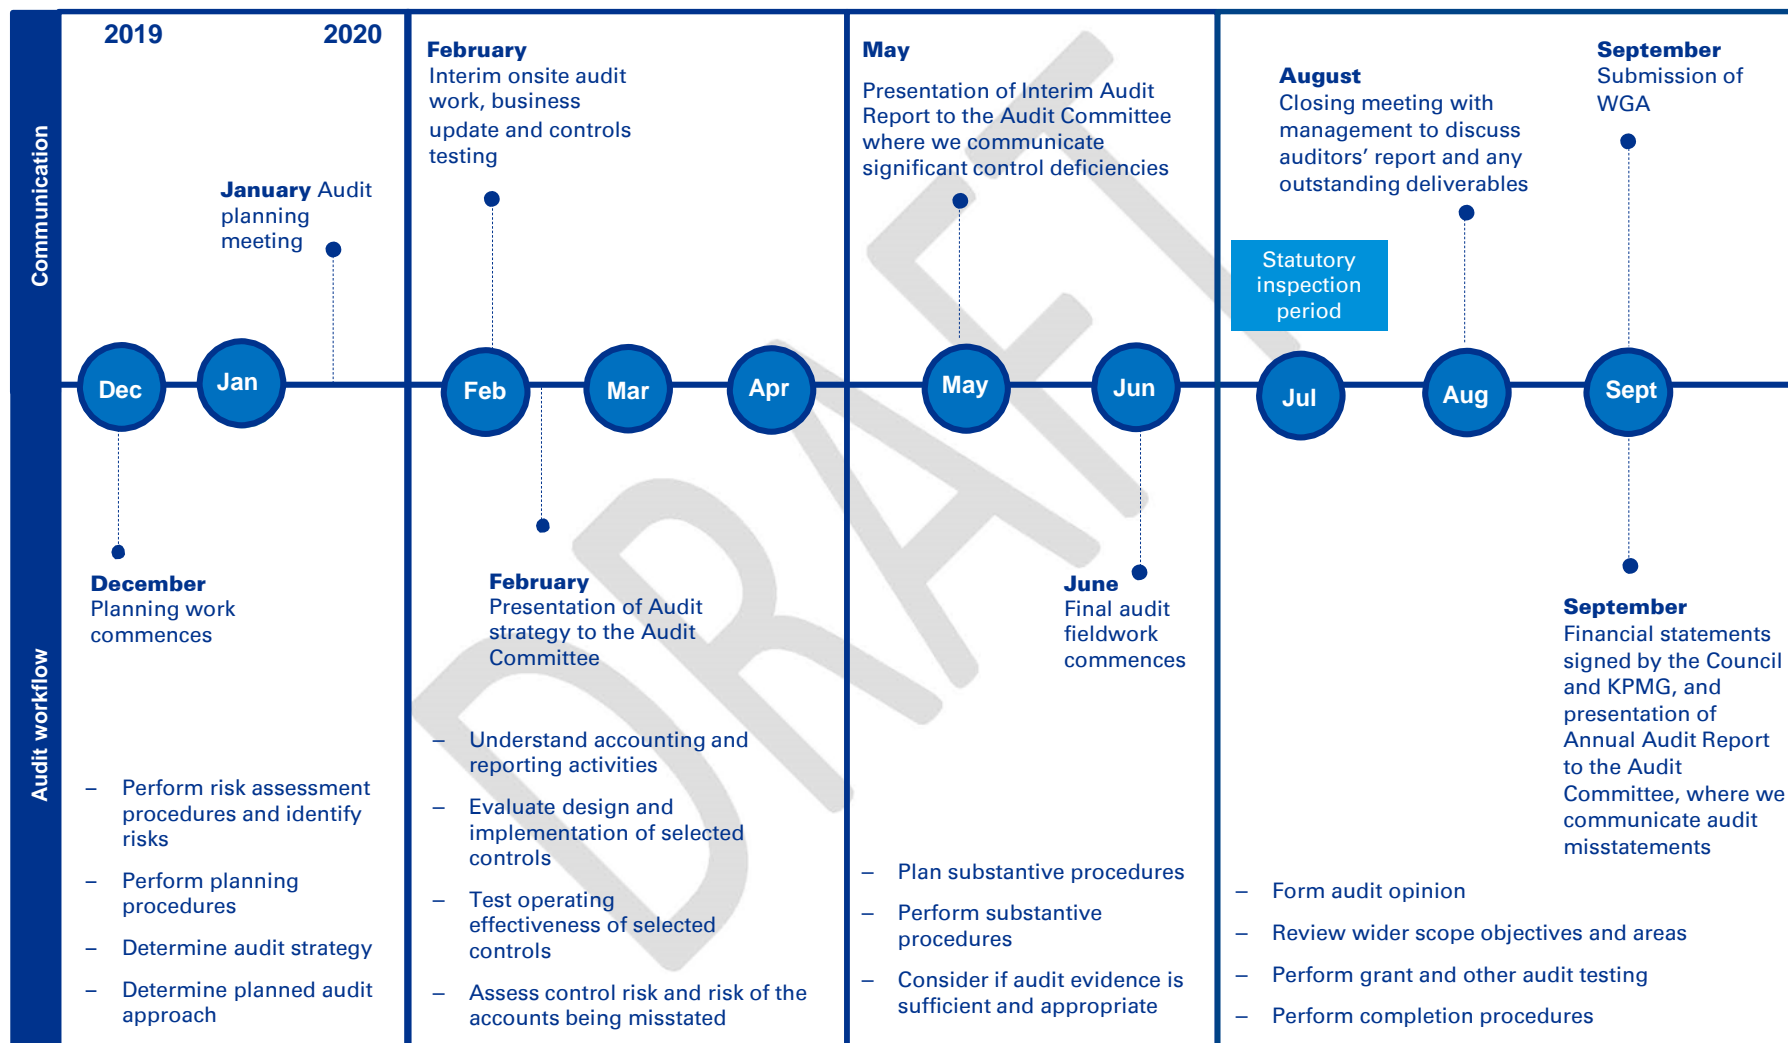 Communication
Audit workflow
2019
2020
January Audit
planning
meeting
February
Interim onsite audit
work, business
update and controls
testing
May
Presentation of Interim Audit
Report to the Audit Committee
where we communicate
significant control deficiencies
August
Closing meeting with
management to discuss
auditors’ report and any
outstanding deliverables
September
Submission of
WGA
Statutory
inspection
period
Dec
Jan
Feb
Mar
Apr
May
Jun
Jul
Aug
Sept
December
Planning work
commences
February
Presentation of Audit
strategy to the Audit
Committee
June
Final audit
fieldwork
commences
September
Financial statements
signed by the Council
and KPMG, and
presentation of
Annual Audit Report
to the Audit
Committee, where we
communicate audit
misstatements
– Perform risk assessment
procedures and identify
risks
– Perform planning
procedures
– Determine audit strategy
– Determine planned audit
approach
– Understand accounting and
reporting activities
– Evaluate design and
implementation of selected
controls
– Test operating
effectiveness of selected
controls
– Assess control risk and risk of the
accounts being misstated
– Plan substantive procedures
– Perform substantive
procedures
– Consider if audit evidence is
sufficient and appropriate
– Form audit opinion
– Review wider scope objectives and areas
– Perform grant and other audit testing
– Perform completion procedures
DRAFT